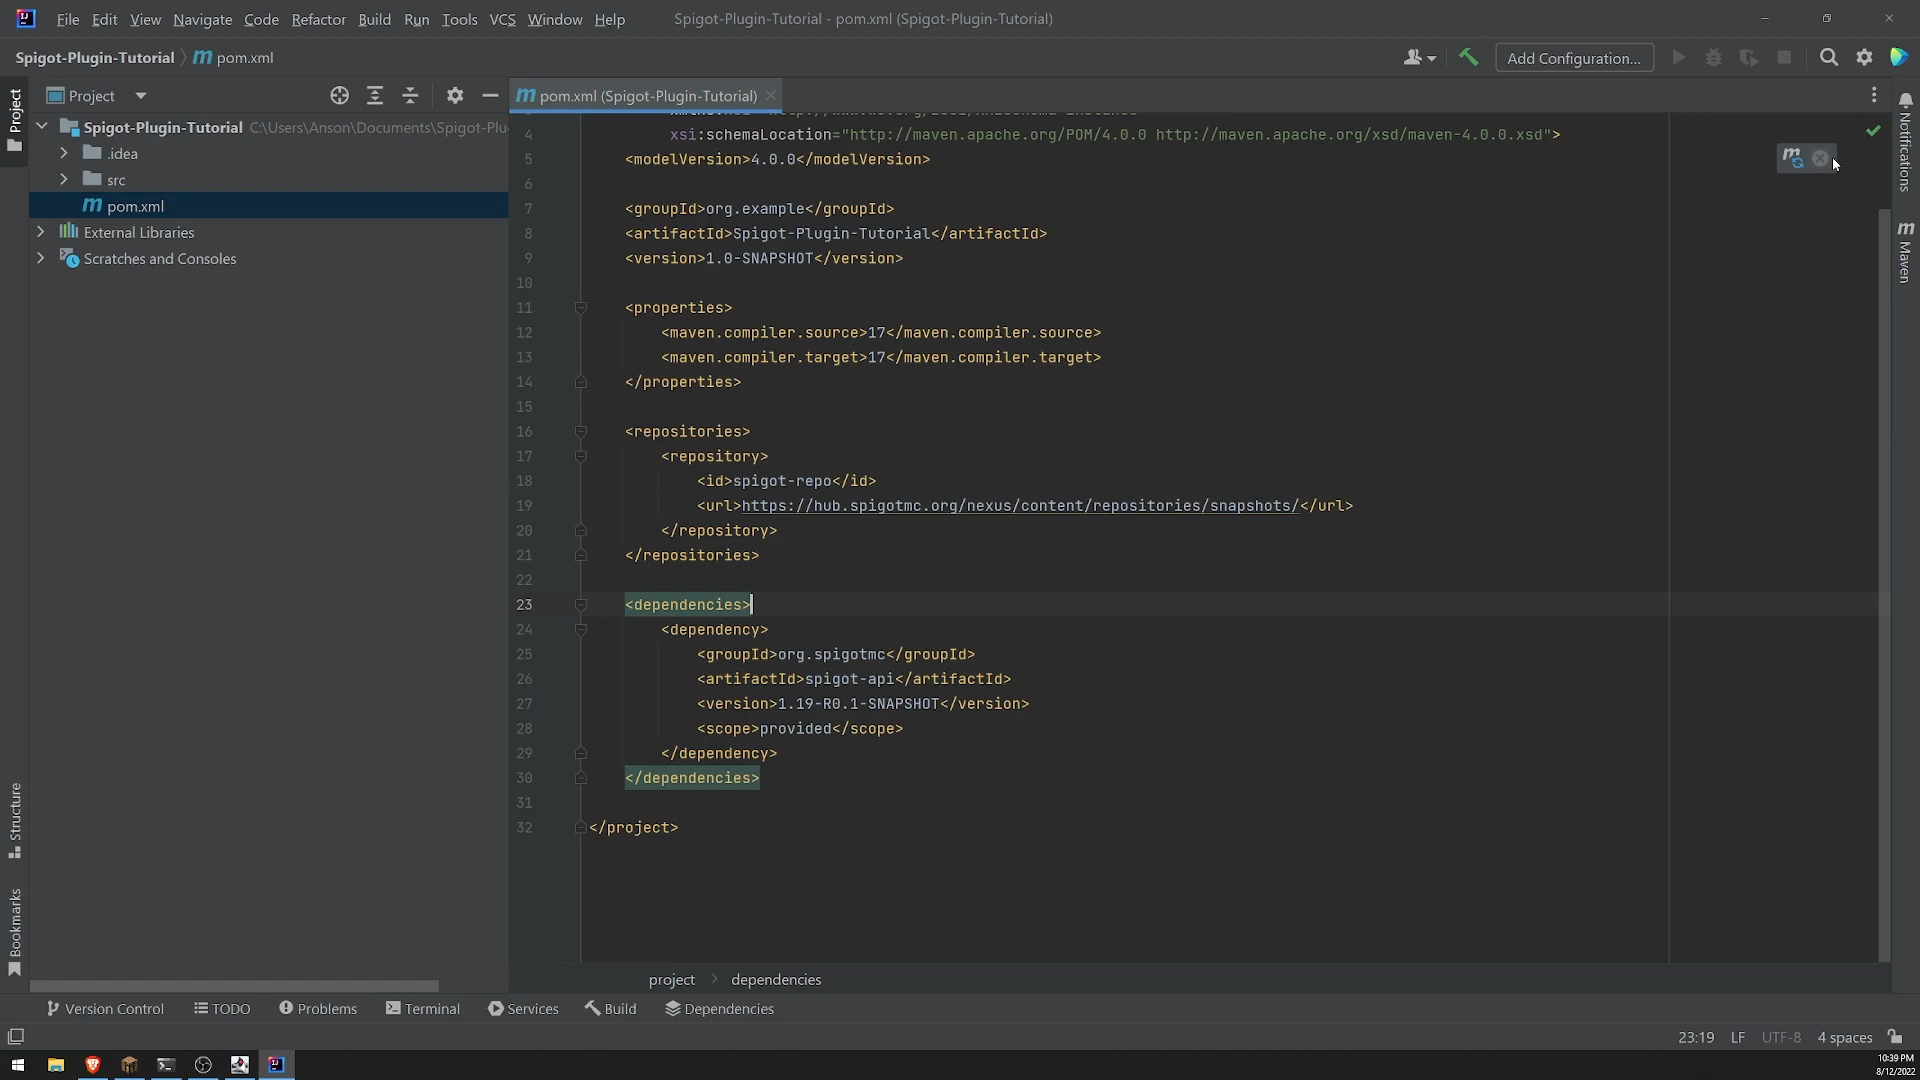 File Edit View Navigate Code Refactor Build Run Tools VCS Window Help Spigot-Plugin-Tutorial - pom.xml (Spigot-Plugin-Tutorial)
Spigot-Plugin-Tutorial pom.xml
Add Configuration...
Project
pom.xml (Spigot-Plugin-Tutorial)
Project
Spigot-Plugin-Tutorial C:\Users\Anson\Documents\Spigot-Plu
.idea
src
pom.xml
External Libraries
Scratches and Consoles
4 xsi:schemaLocation="http://maven.apache.org/POM/4.0.0 http://maven.apache.org/xsd/maven-4.0.0.xsd">
5 <modelVersion>4.0.0</modelVersion>
6
7 <groupId>org.example</groupId>
8 <artifactId>Spigot-Plugin-Tutorial</artifactId>
9 <version>1.0-SNAPSHOT</version>
10
11 <properties>
12 <maven.compiler.source>17</maven.compiler.source>
13 <maven.compiler.target>17</maven.compiler.target>
14 </properties>
15
16 <repositories>
17 <repository>
18 <id>spigot-repo</id>
19 <url>https://hub.spigotmc.org/nexus/content/repositories/snapshots/</url>
20 </repository>
21 </repositories>
22
23 <dependencies>
24 <dependency>
25 <groupId>org.spigotmc</groupId>
26 <artifactId>spigot-api</artifactId>
27 <version>1.19-R0.1-SNAPSHOT</version>
28 <scope>provided</scope>
29 </dependency>
30 </dependencies>
31
32 </project>
Notifications
Maven
Structure
Bookmarks
project dependencies
Version Control TODO Problems Terminal Services Build Dependencies
23:19 LF UTF-8 4 spaces
10:39 PM
8/12/2022